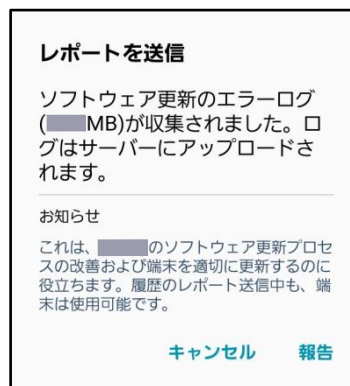 レポートを送信
ソフトウェア更新のエラーログ
(MB)が収集されました。ロ
グはサーバーにアップロードさ
れます。
お知らせ
これは、のソフトウェア更新プロセ
スの改善および端末を適切に更新するのに
役立ちます。履歴のレポート送信中も、端
末は使用可能です。
キャンセル 報告